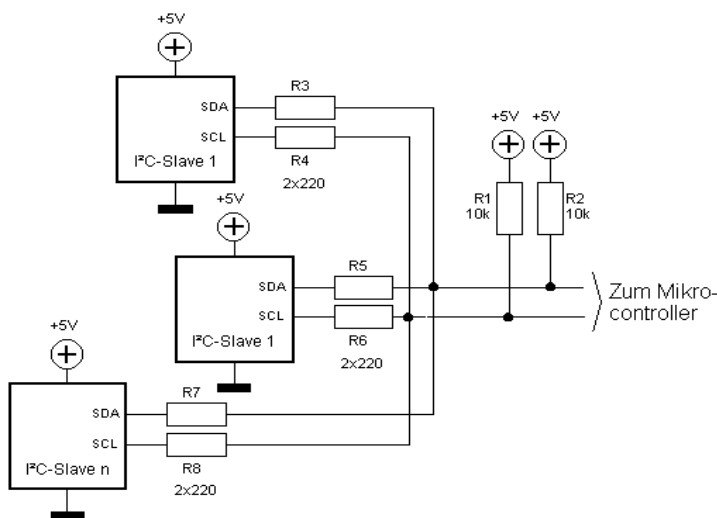 +5V
SDA
SCL
I²C-Slave 1
R3
R4
2x220
+5V
+5V
R1
10k
R2
10k
+5V
SDA
SCL
I²C-Slave 1
R5
R6
2x220
Zum Mikro-
controller
+5V
SDA
SCL
I²C-Slave n
R7
R8
2x220